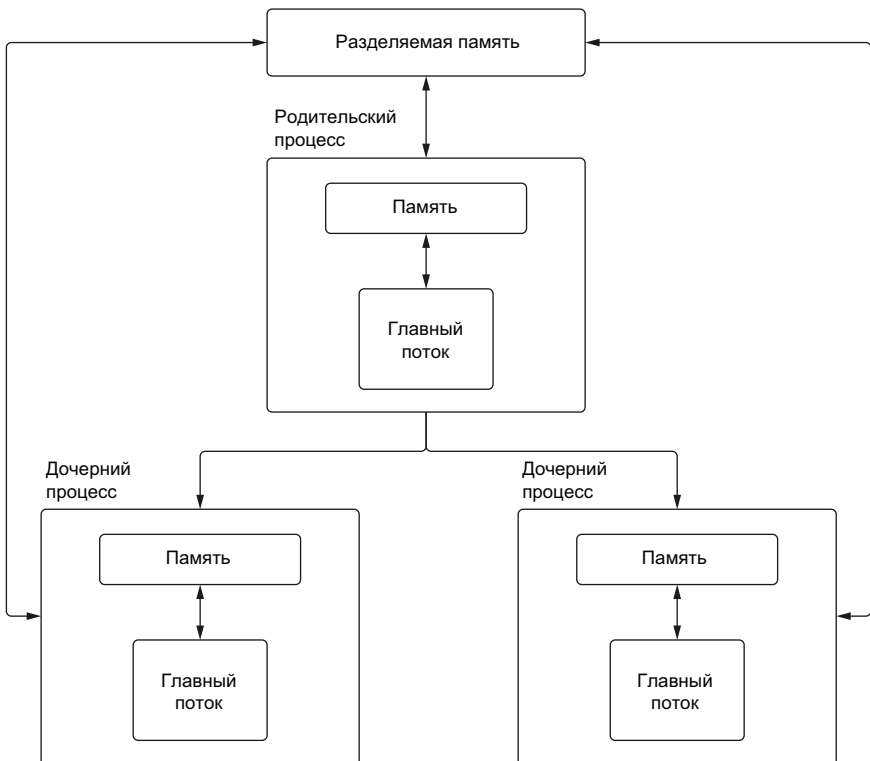 Разделяемая память
Родительский
процесс
Память
Главный
поток
Дочерний
процесс
Память
Главный
поток
Дочерний
процесс
Память
Главный
поток